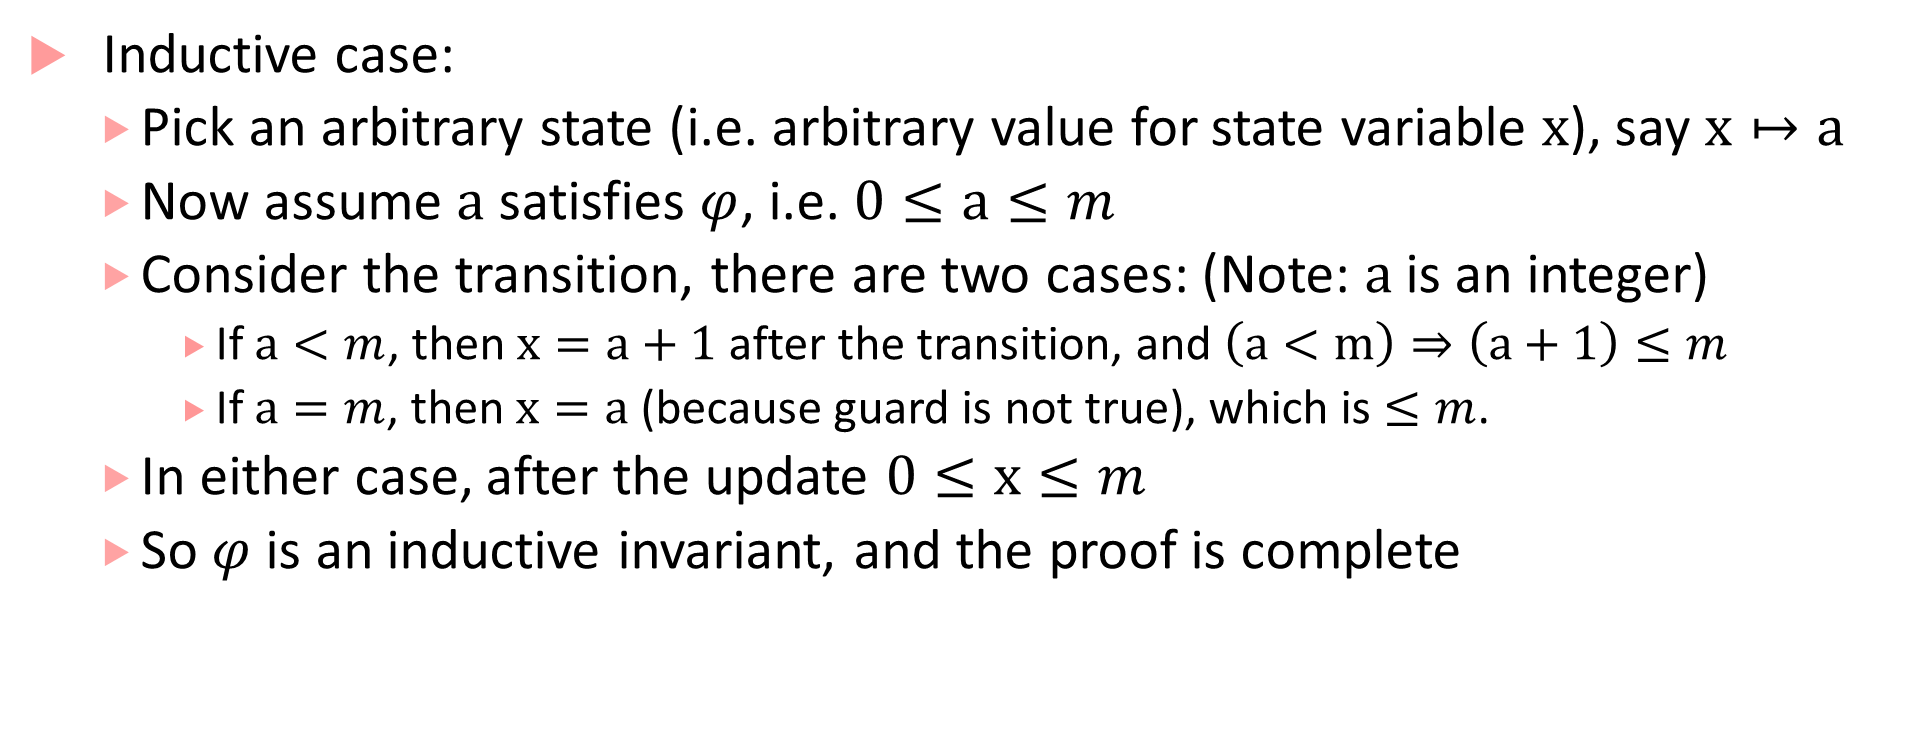 Inductive case:
Pick an arbitrary state (i.e. arbitrary value for state variable x), say x ↦ a
Now assume a satisfies φ, i.e. 0 ≤ a ≤ m
Consider the transition, there are two cases: (Note: a is an integer)
If a < m, then x = a + 1 after the transition, and (a < m) ⇒ (a + 1) ≤ m
If a = m, then x = a (because guard is not true), which is ≤ m.
In either case, after the update 0 ≤ x ≤ m
So φ is an inductive invariant, and the proof is complete